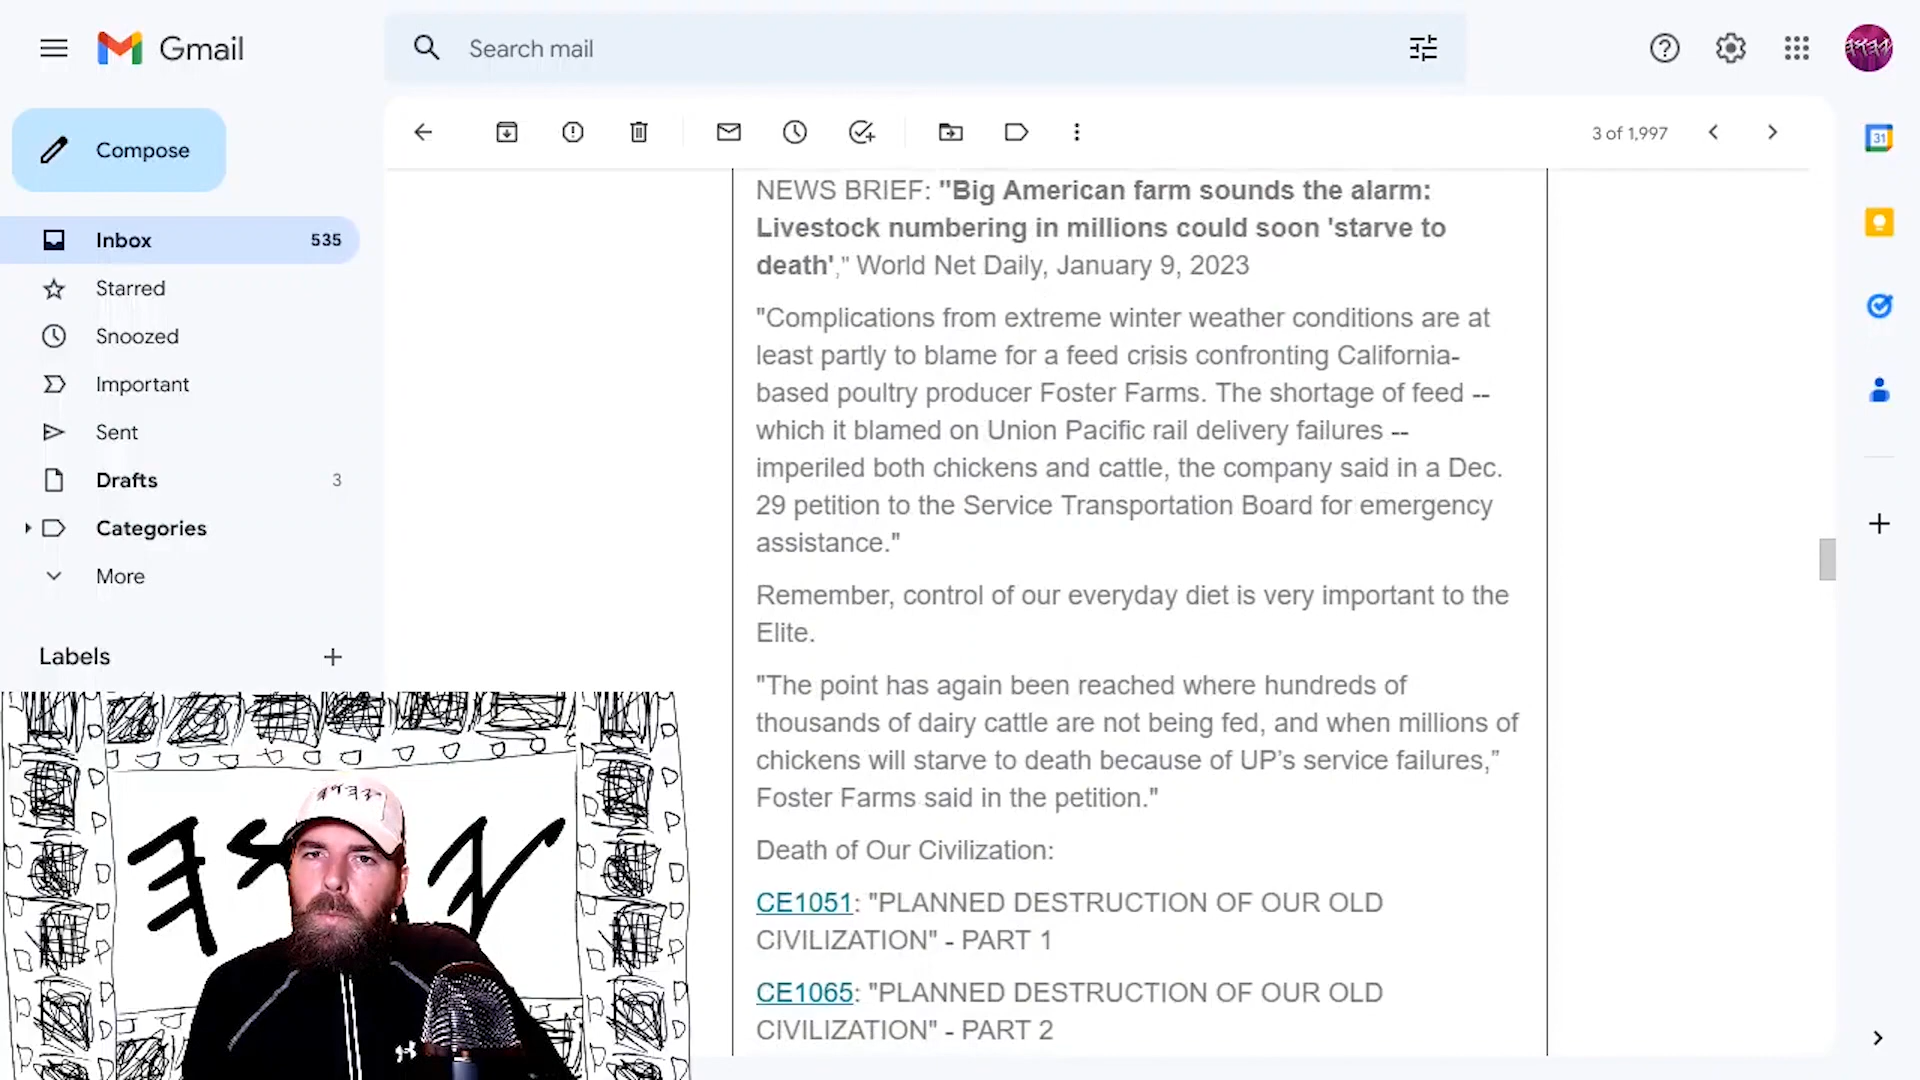 Gmail
Search mail
Compose
3 of 1,997
31
Inbox 535
Starred
Snoozed
Important
Sent
Drafts 3
Categories
More
Labels
NEWS BRIEF: "Big American farm sounds the alarm:
Livestock numbering in millions could soon 'starve to
death'," World Net Daily, January 9, 2023
"Complications from extreme winter weather conditions are at
least partly to blame for a feed crisis confronting California-
based poultry producer Foster Farms. The shortage of feed --
which it blamed on Union Pacific rail delivery failures --
imperiled both chickens and cattle, the company said in a Dec.
29 petition to the Service Transportation Board for emergency
assistance."
Remember, control of our everyday diet is very important to the
Elite.
"The point has again been reached where hundreds of
thousands of dairy cattle are not being fed, and when millions of
chickens will starve to death because of UP’s service failures,”
Foster Farms said in the petition."
Death of Our Civilization:
CE1051: "PLANNED DESTRUCTION OF OUR OLD
CIVILIZATION" - PART 1
CE1065: "PLANNED DESTRUCTION OF OUR OLD
CIVILIZATION" - PART 2